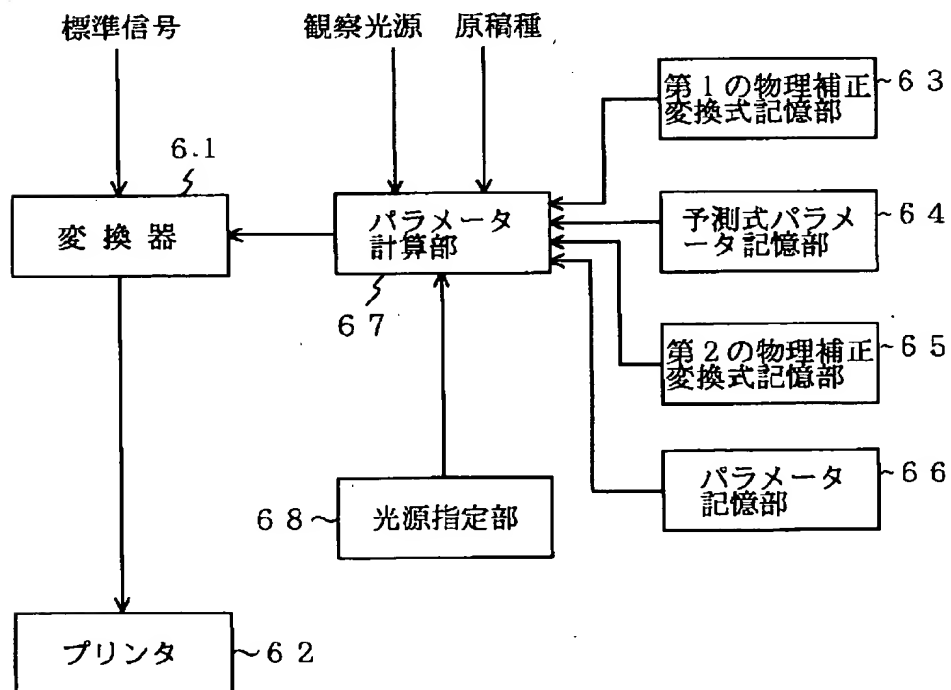 標準信号
観察光源 原稿種
第1の物理補正
変換式記憶部
63
6.1
変換器
パラメータ
計算部
67
予測式パラメ
ータ記憶部
64
第2の物理補正
変換式記憶部
65
パラメータ
記憶部
66
68
光源指定部
プリンタ
62